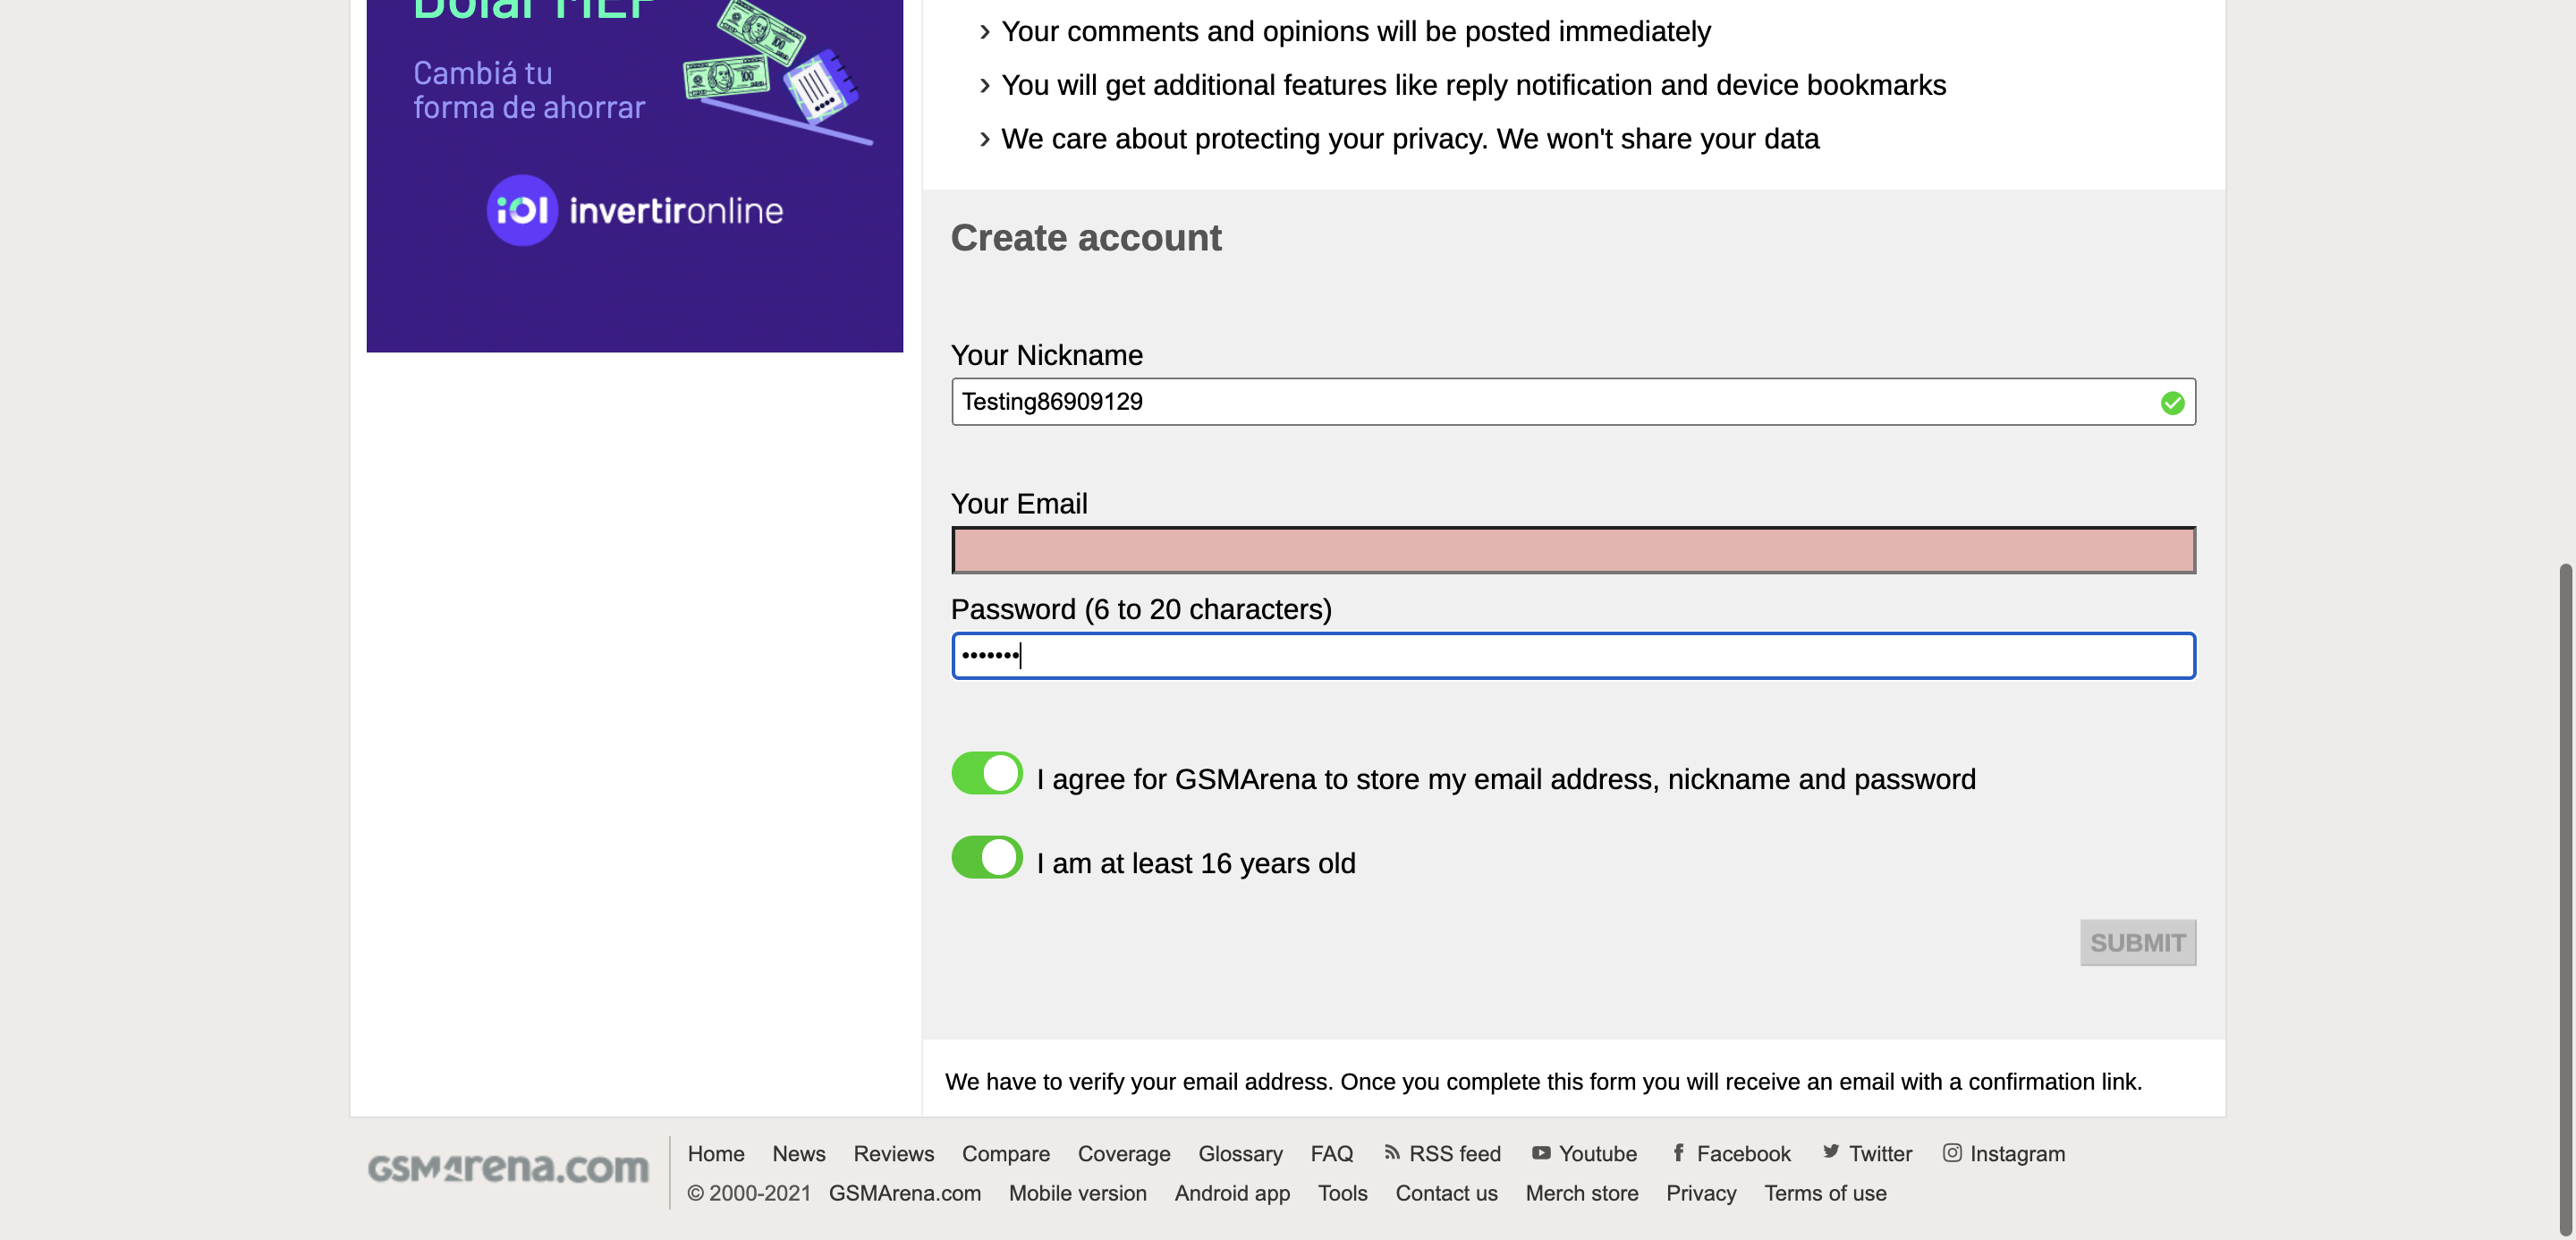 Dólar MEP
Cambiá tu
forma de ahorrar
100
100
iol invertironline
› Your comments and opinions will be posted immediately
› You will get additional features like reply notification and device bookmarks
› We care about protecting your privacy. We won't share your data
Create account
Your Nickname
Testing86909129
Your Email
Password (6 to 20 characters)
•••••••
I agree for GSMArena to store my email address, nickname and password
I am at least 16 years old
SUBMIT
We have to verify your email address. Once you complete this form you will receive an email with a confirmation link.
GSMArena.com
Home News Reviews Compare Coverage Glossary FAQ RSS feed Youtube Facebook Twitter Instagram
© 2000-2021 GSMArena.com Mobile version Android app Tools Contact us Merch store Privacy Terms of use